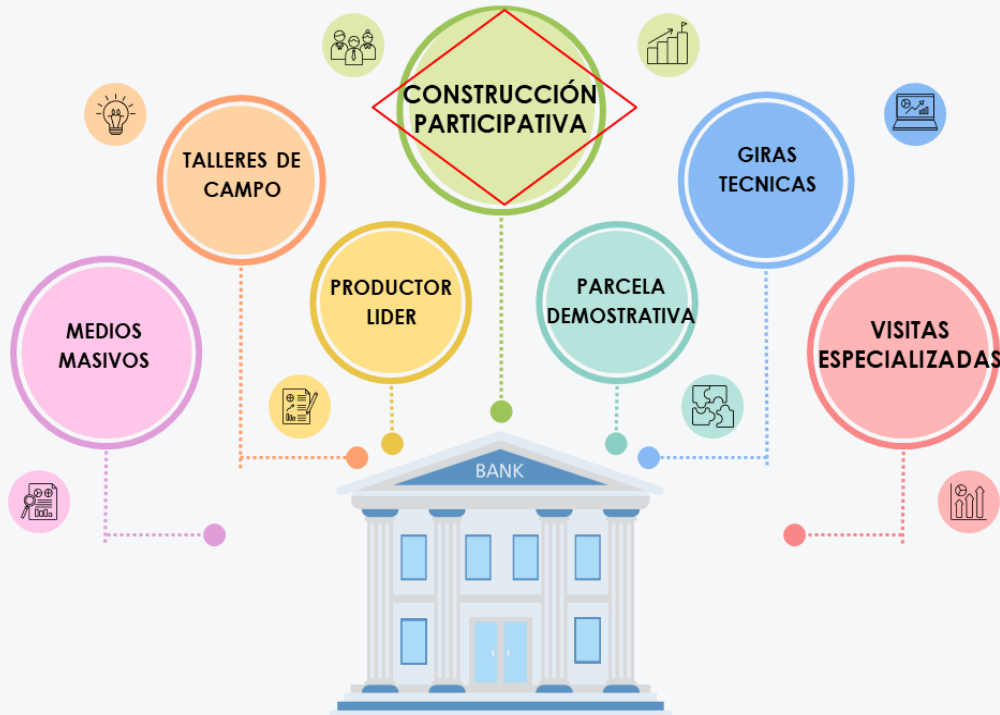 CONSTRUCCIÓN
PARTICIPATIVA
TALLERES DE
CAMPO
GIRAS
TECNICAS
PRODUCTOR
LIDER
PARCELA
DEMOSTRATIVA
MEDIOS
MASIVOS
VISITAS
ESPECIALIZADAS
BANK